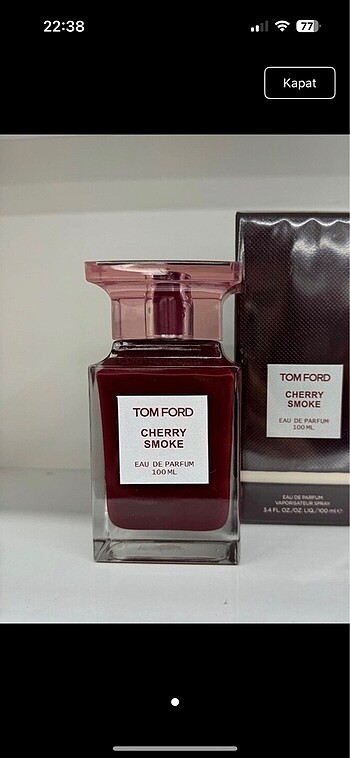 22:38
77
Kapat
TOM FORD
CHERRY
SMOKE
EAU DE PARFUM
100 ML
TOM FORD
CHERRY
SMOKE
EAU DE PARFUM
100 ML
EAU DE PARFUM
VAPORISATEUR SPRAY
3.4 FL. OZ./OZ. LIQ./100 ml e